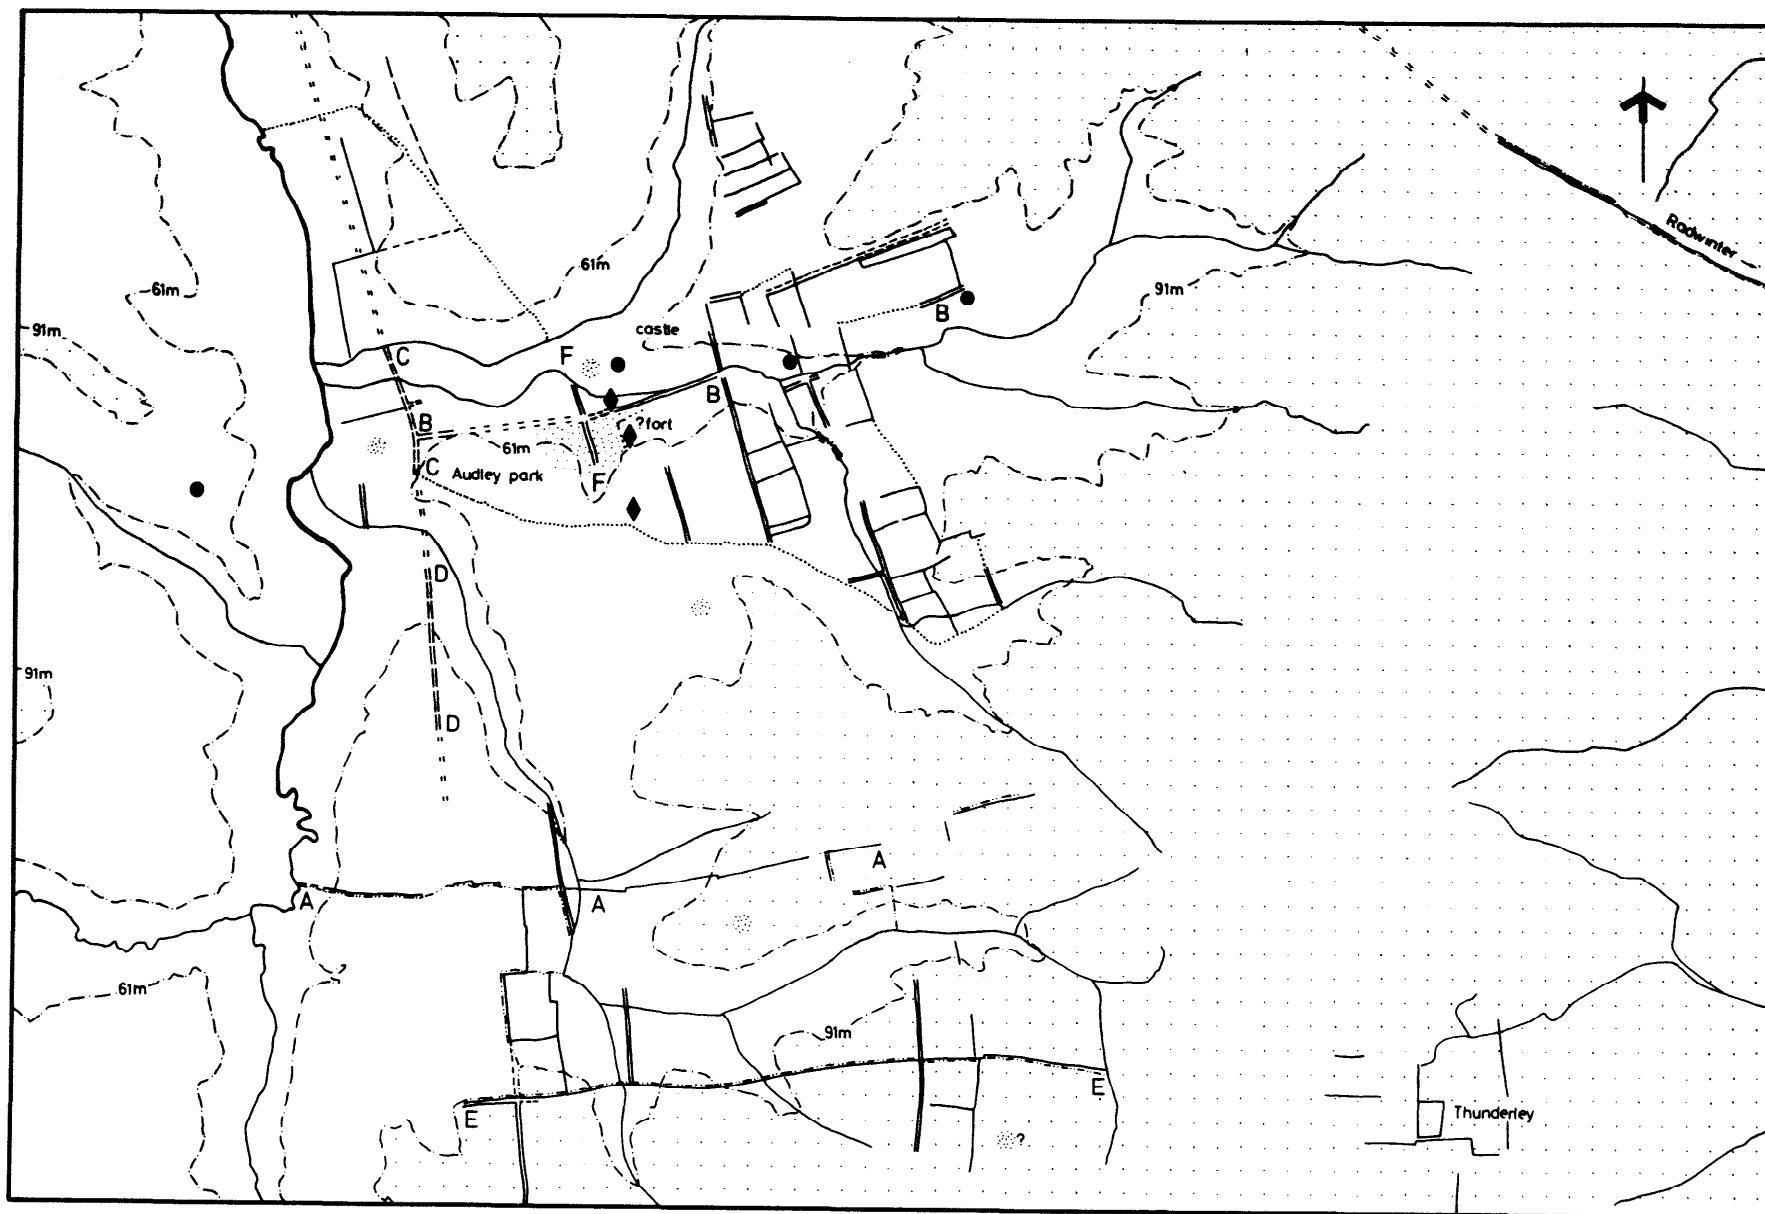 Radwinter
61m
61m
91m
91m
castle
B
F
C
B
B
?fort
61m
C
Audley park
F
D
91m
D
A
A
A
61m
91m
E
E
Thunderley
?